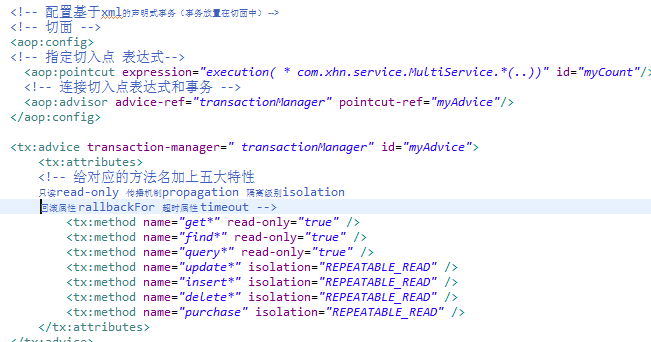 <!-- 配置基于xml的声明式事务（事务放置在切面中）-->
<!-- 切面 -->
<aop:config>
<!-- 指定切入点 表达式-->
<aop:pointcut expression="execution( * com.xhn.service.MultiService.*(..))" id="myCount"/>
<!-- 连接切入点表达式和事务 -->
<aop:advisor advice-ref="transactionManager" pointcut-ref="myAdvice"/>
</aop:config>
<tx:advice transaction-manager=" transactionManager" id="myAdvice">
<tx:attributes>
<!-- 给对应的方法名加上五大特性
只读read-only 传播机制propagation 隔离级别isolation
回滚属性rallbackFor 超时属性timeout -->
<tx:method name="get*" read-only="true" />
<tx:method name="find*" read-only="true" />
<tx:method name="query*" read-only="true" />
<tx:method name="update*" isolation="REPEATABLE_READ" />
<tx:method name="insert*" isolation="REPEATABLE_READ" />
<tx:method name="delete*" isolation="REPEATABLE_READ" />
<tx:method name="purchase" isolation="REPEATABLE_READ" />
</tx:attributes>
</tx:advice>